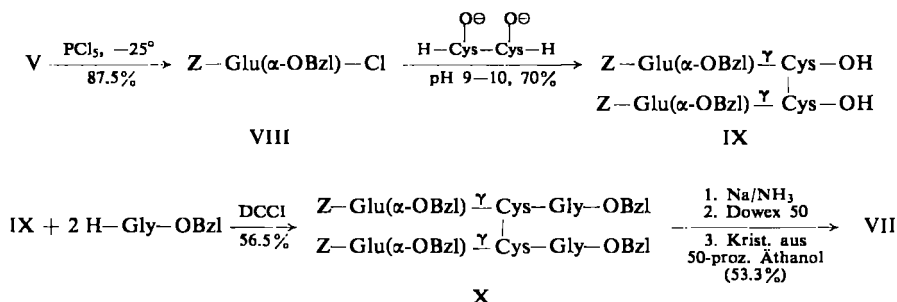 V PCl₅, −25° 87.5% Z−Glu(α-OBzl)−Cl O⊖ O⊖ H−Cys−Cys−H pH 9−10, 70% Z−Glu(α-OBzl) γ Cys−OH
Z−Glu(α-OBzl) γ Cys−OH
VIII IX
IX + 2 H−Gly−OBzl DCCI 56.5% Z−Glu(α-OBzl) γ Cys−Gly−OBzl 1. Na/NH₃ 2. Dowex 50 VII
Z−Glu(α-OBzl) γ Cys−Gly−OBzl 3. Krist. aus 50-proz. Äthanol (53.3%)
X